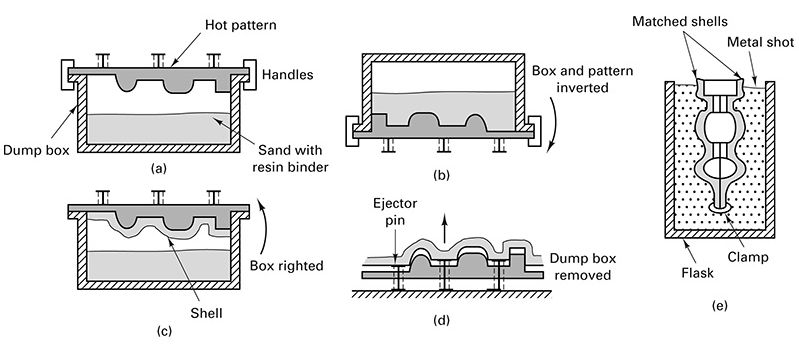 Hot pattern
Handles
Dump box
Sand with
resin binder
(a)
Box and pattern
inverted
(b)
Matched shells
Metal shot
Box righted
Shell
(c)
Ejector
pin
Dump box
removed
(d)
Flask
Clamp
(e)